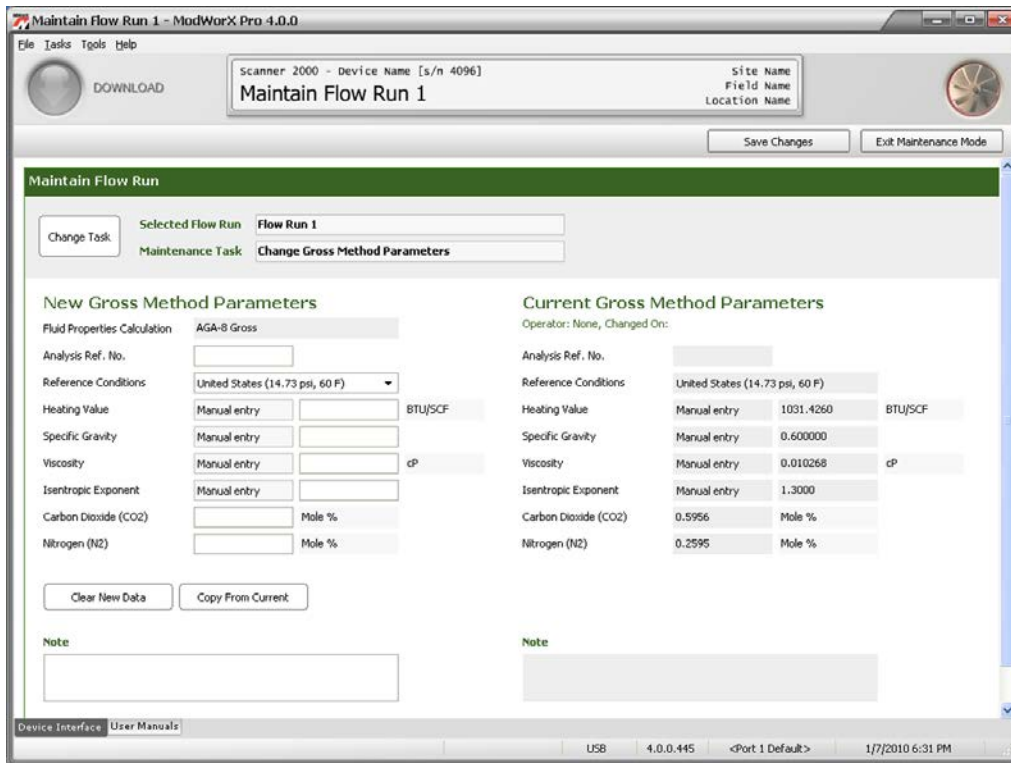 Maintain Flow Run 1 - ModWorX Pro 4.0.0
File Tasks Tools Help
DOWNLOAD
Scanner 2000 - Device Name [s/n 4096]
Maintain Flow Run 1
Site Name
Field Name
Location Name
Save Changes
Exit Maintenance Mode
Maintain Flow Run
Change Task
Selected Flow Run Flow Run 1
Maintenance Task Change Gross Method Parameters
New Gross Method Parameters
Fluid Properties Calculation AGA-8 Gross
Analysis Ref. No.
Reference Conditions United States (14.73 psi, 60 F)
Heating Value Manual entry BTU/SCF
Specific Gravity Manual entry
Viscosity Manual entry cP
Isentropic Exponent Manual entry
Carbon Dioxide (CO2) Mole %
Nitrogen (N2) Mole %
Clear New Data Copy From Current
Note
Current Gross Method Parameters
Operator: None, Changed On:
Analysis Ref. No.
Reference Conditions United States (14.73 psi, 60 F)
Heating Value Manual entry 1031.4260 BTU/SCF
Specific Gravity Manual entry 0.600000
Viscosity Manual entry 0.010268 cP
Isentropic Exponent Manual entry 1.3000
Carbon Dioxide (CO2) 0.5956 Mole %
Nitrogen (N2) 0.2595 Mole %
Note
Device Interface User Manuals
USB 4.0.0.445 <Port 1 Default> 1/7/2010 6:31 PM